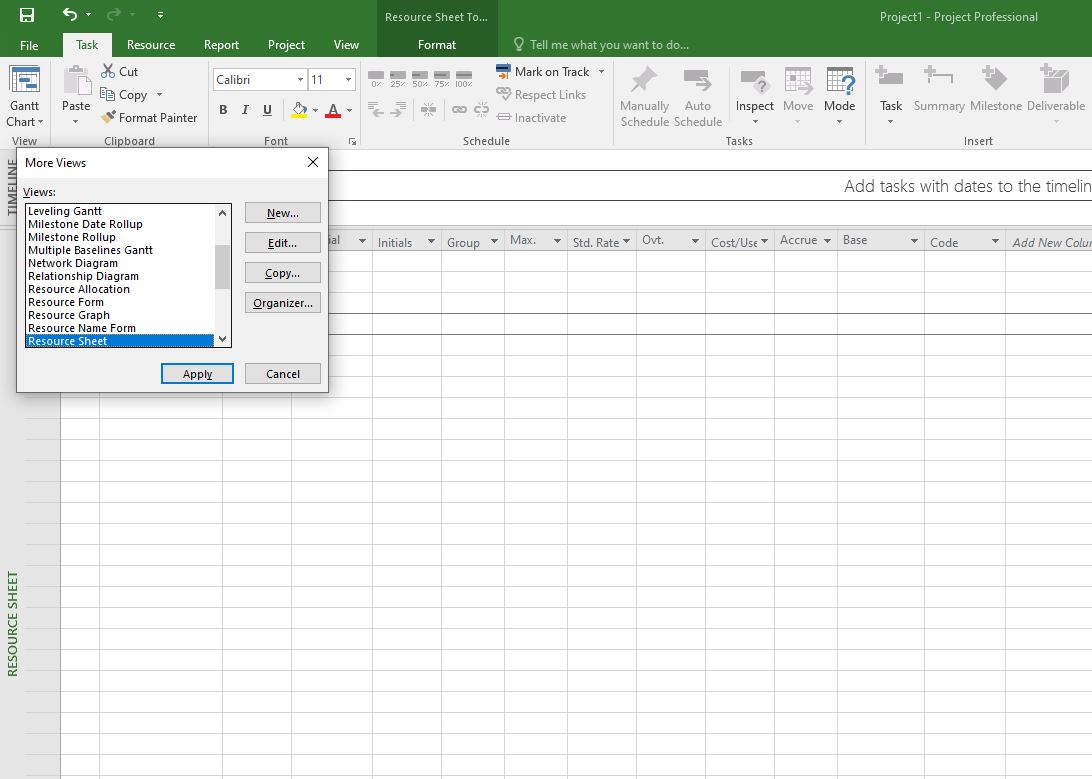 Resource Sheet To...
Project1 - Project Professional
File Task Resource Report Project View Format Tell me what you want to do...
Gantt Chart
View
Paste
Cut
Copy
Format Painter
Clipboard
Calibri 11
B I U A
Font
0% 25% 50% 75% 100%
Mark on Track
Respect Links
Inactivate
Schedule
Manually Schedule
Auto Schedule
Inspect
Move
Mode
Tasks
Task
Summary
Milestone
Deliverable
Insert
TIMELINE
Add tasks with dates to the timelin
More Views
Views:
Leveling Gantt
Milestone Date Rollup
Milestone Rollup
Multiple Baselines Gantt
Network Diagram
Relationship Diagram
Resource Allocation
Resource Form
Resource Graph
Resource Name Form
Resource Sheet
New...
Edit...
Copy...
Organizer...
Apply
Cancel
ial Initials Group Max. Std. Rate Ovt. Cost/Use Accrue Base Code Add New Colu
RESOURCE SHEET